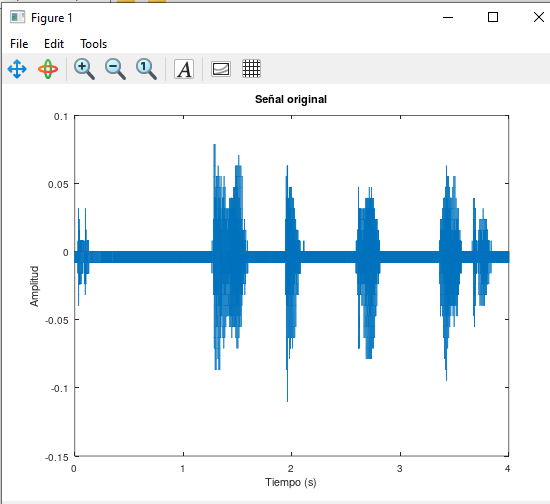 Figure 1
File Edit Tools
A
Señal original
0.1
0.05
0
-0.05
-0.1
-0.15
Amplitud
0 1 2 3 4
Tiempo (s)